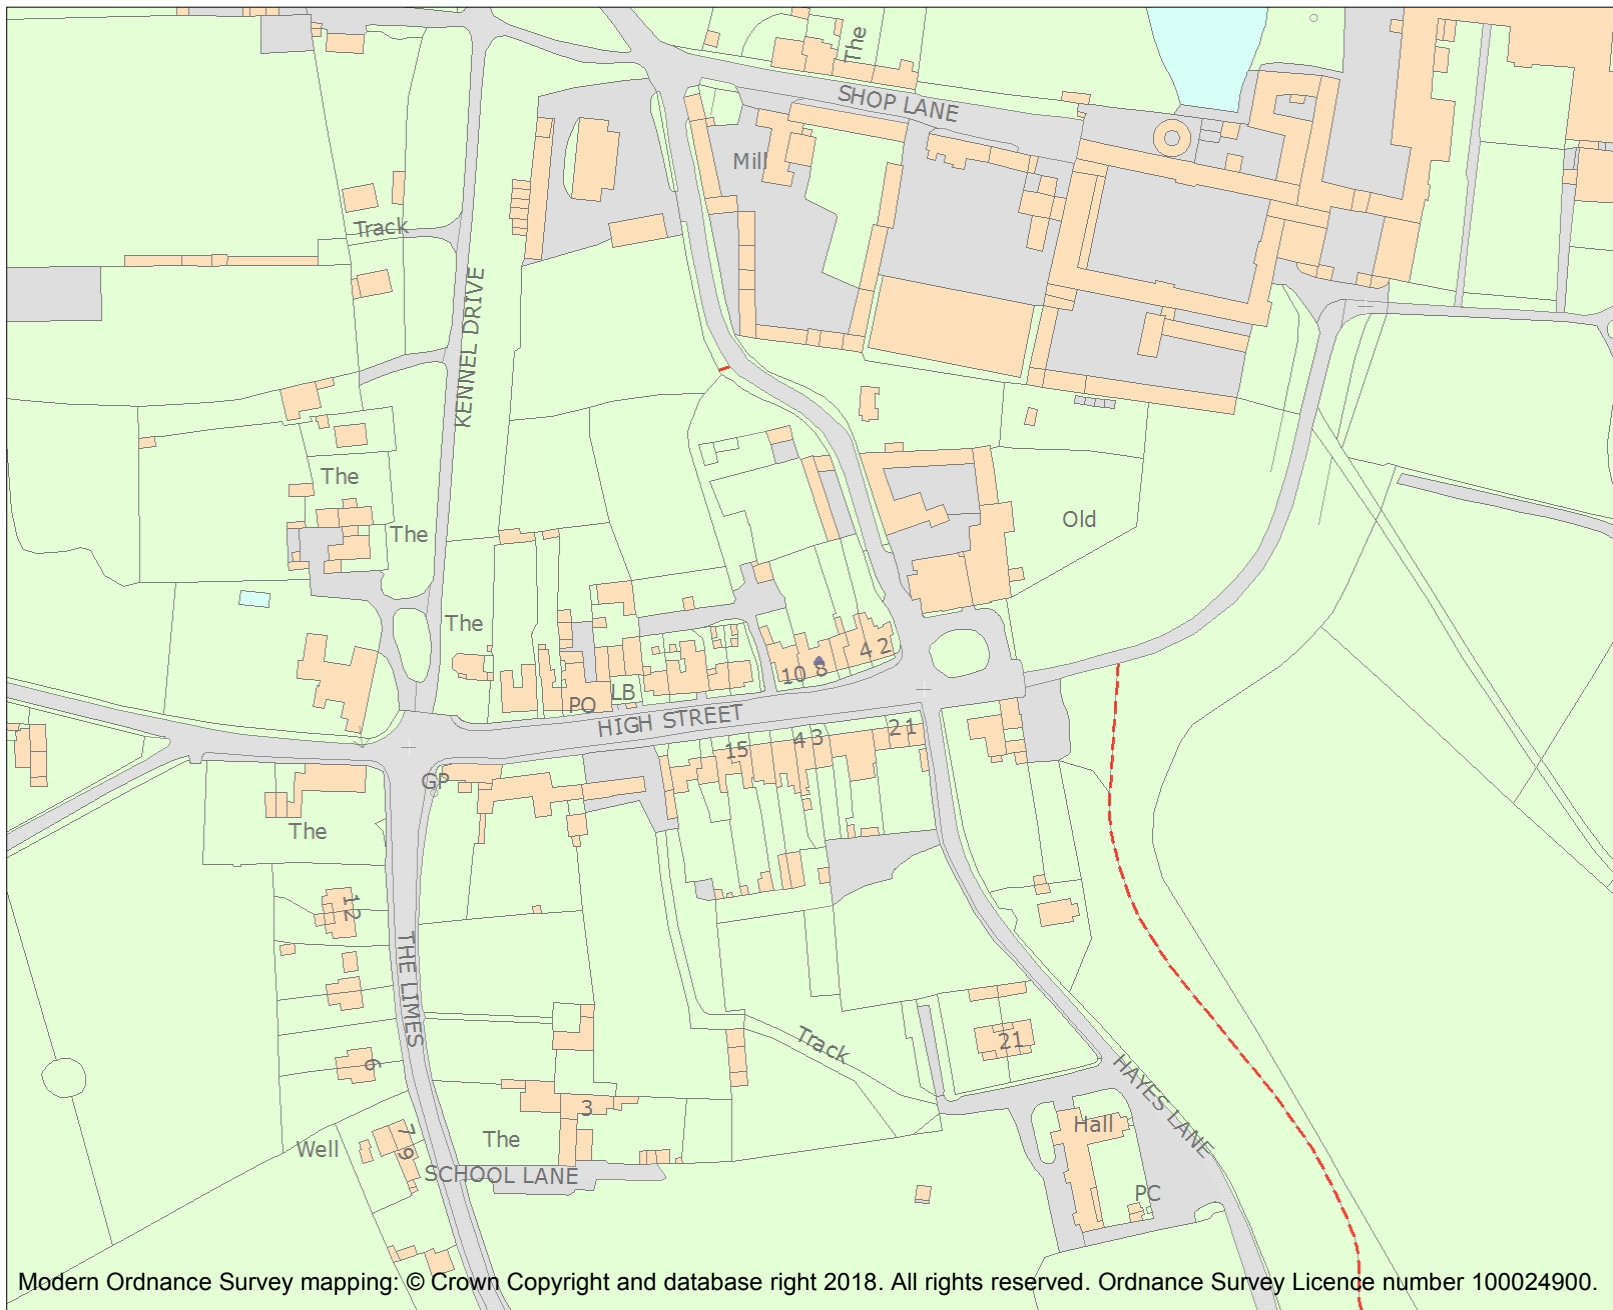 The
SHOP LANE
Mill
Track
KENNEL DRIVE
The
The
Old
The
4 2
10 8
LB
PO
HIGH STREET
2 1
4 3
15
GP
The
12
THE LIMES
Track
21
6
HAYES LANE
3
Hall
7 9
The
Well
SCHOOL LANE
PC
Modern Ordnance Survey mapping: © Crown Copyright and database right 2018. All rights reserved. Ordnance Survey Licence number 100024900.